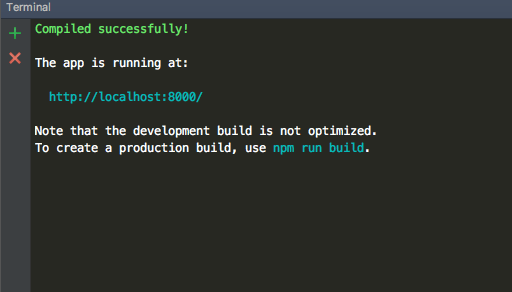 Terminal
Compiled successfully!
The app is running at:
http://localhost:8000/
Note that the development build is not optimized.
To create a production build, use npm run build.